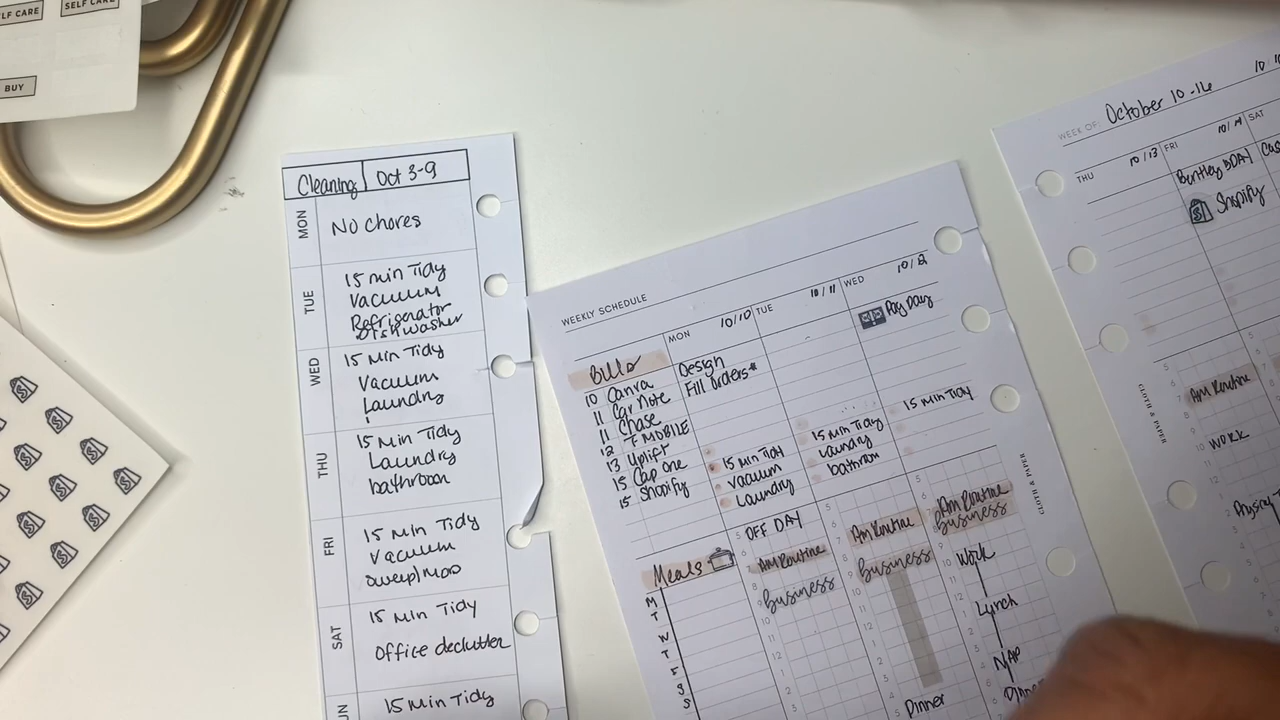 SELF CARE
BUY
Cleaning Oct 3-9
MON
No Chores
TUE
15 min Tidy
Vacuum
Refrigerator
Dishwasher
WED
15 Min Tidy
Vacuum
Laundry
THU
15 Min Tidy
Laundry
bathroom
FRI
15 Min Tidy
Vacuum
Sweep/Mop
SAT
15 Min Tidy
Office declutter
15 Min Tidy
WEEKLY SCHEDULE
Bills
10 Canva
11 Car Note
11 Chase
12 T MOBILE
13 Uplift
15 Cap One
15 Shopify
Meals
M
T
W
T
F
S
S
MON 10/10
Design
Fill Orders*
15 min Tidy
Vacuum
Laundry
OFF DAY
Am Routine
business
TUE 10/11
15 min Tidy
Laundry
bathroom
Am Routine
business
Dinner
WED 10/12
Pay Day
15 min Tidy
Am Routine
business
Work
Lunch
NAP
Dinner
CLOTH & PAPER
WEEK OF: October 10-16
THU 10/13
Am Routine
Work
FRI 10/14
Bentley BDAY
Shopify
SAT
CLOTH & PAPER